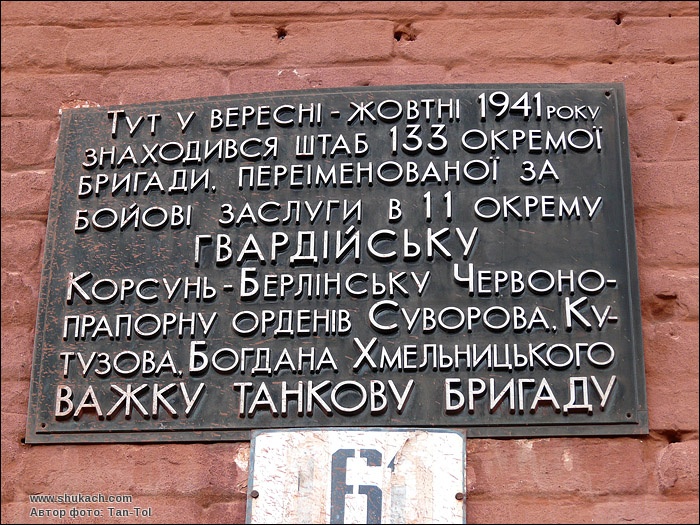 Тут у вересні - жовтні 1941 року
знаходився штаб 133 окремої
бригади, переіменованої за
бойові заслуги в 11 окрему
гвардійську
Корсунь-Берлінську Червоно-
прапорну орденів Суворова, Ку-
тузова, Богдана Хмельницького
важку танкову бригаду
6
www.shukach.com
Автор фото: Tan-Tol